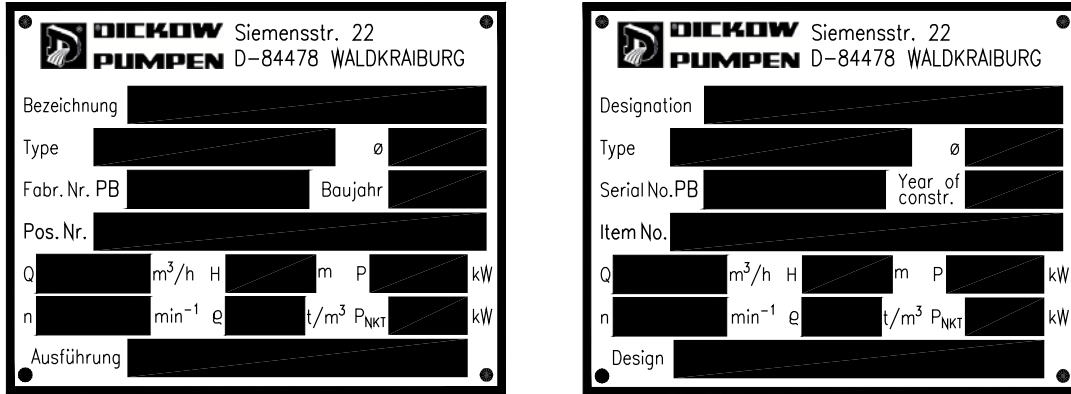 DICKOW Siemensstr. 22
PUMPEN D-84478 WALDKRAIBURG
Bezeichnung
Type ø
Fabr. Nr. PB Baujahr
Pos. Nr.
Q m³/h H m P kW
n min⁻¹ ϱ t/m³ P_NKT kW
Ausführung
DICKOW Siemensstr. 22
PUMPEN D-84478 WALDKRAIBURG
Designation
Type ø
Serial No. PB Year of constr.
Item No.
Q m³/h H m P kW
n min⁻¹ ϱ t/m³ P_NKT kW
Design